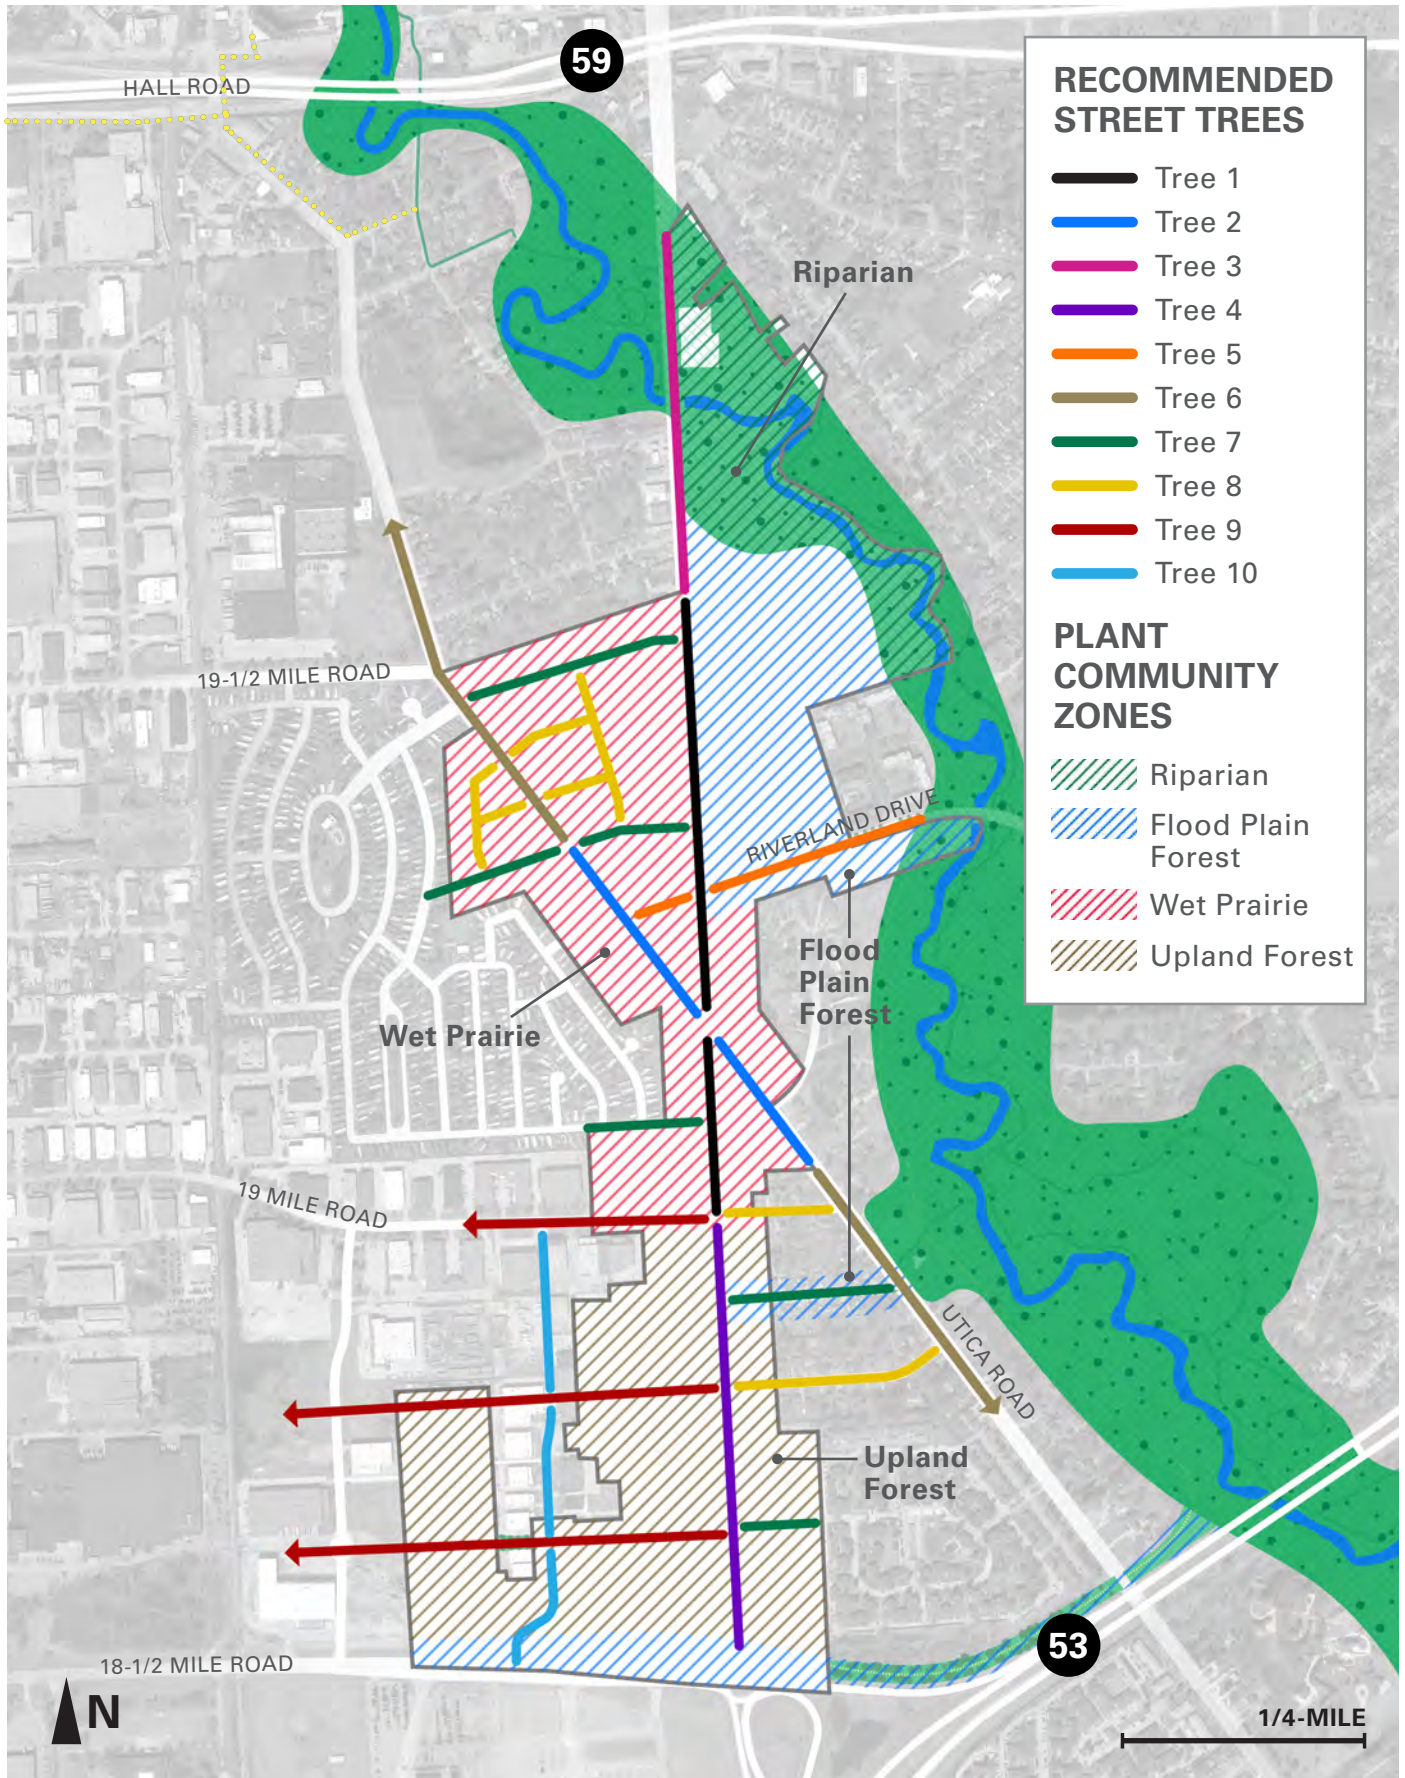 59
HALL ROAD
RECOMMENDED
STREET TREES
Tree 1
Tree 2
Tree 3
Tree 4
Tree 5
Tree 6
Tree 7
Tree 8
Tree 9
Tree 10
PLANT
COMMUNITY
ZONES
Riparian
Flood Plain
Forest
Wet Prairie
Upland Forest
Riparian
19-1/2 MILE ROAD
RIVERLAND DRIVE
Flood
Plain
Forest
Wet Prairie
19 MILE ROAD
UTICA ROAD
Upland
Forest
53
18-1/2 MILE ROAD
N
1/4-MILE